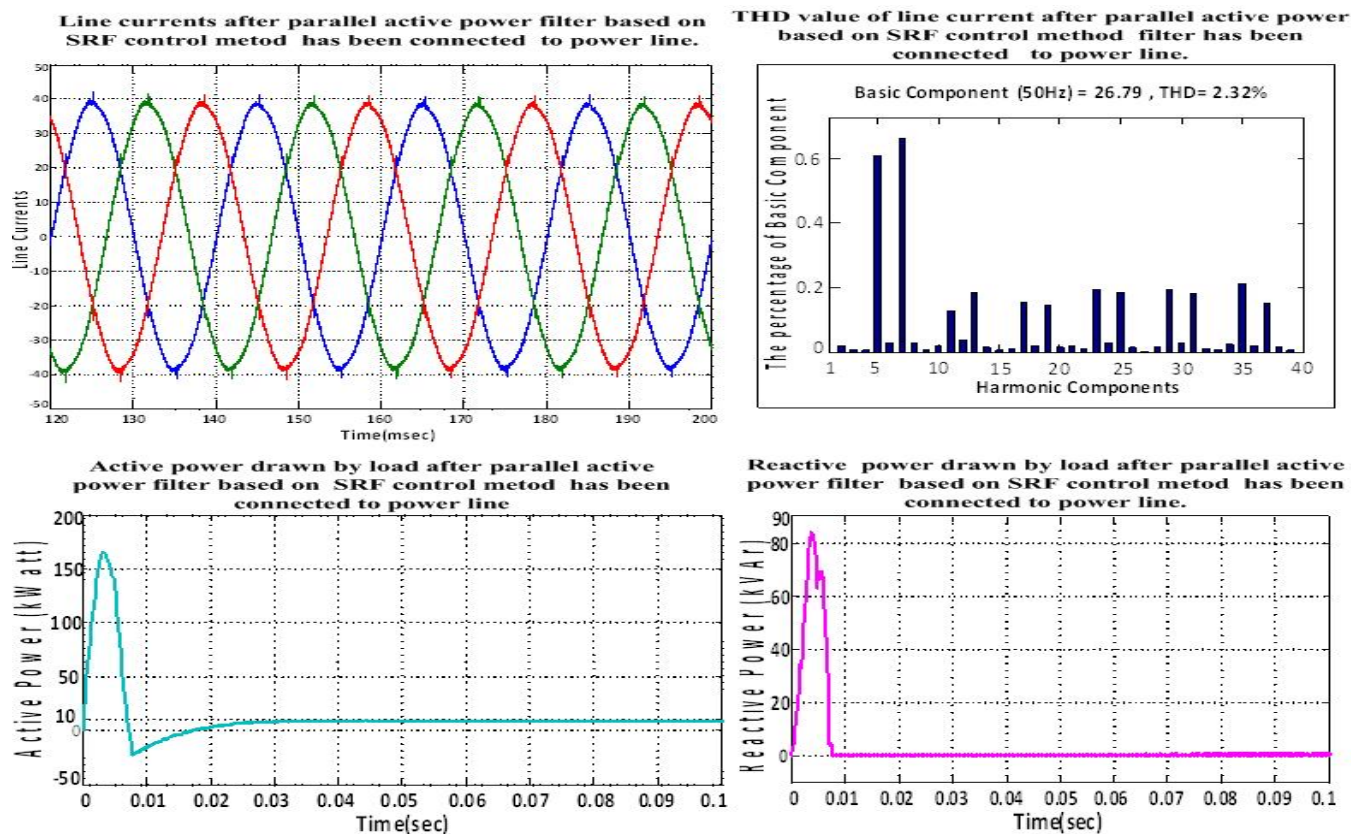 Line currents after parallel active power filter based on
SRF control metod has been connected to power line.
50
40
30
20
10
0
-10
-20
-30
-40
-50
Line Currents
120 130 140 150 160 170 180 190 200
Time(msec)
THD value of line current after parallel active power
based on SRF control method filter has been
connected to power line.
Basic Component (50Hz) = 26.79 , THD= 2.32%
The percentage of Basic Component
0.6
0.4
0.2
0
1 5 10 15 20 25 30 35 40
Harmonic Components
Active power drawn by load after parallel active
power filter based on SRF control metod has been
connected to power line
Active Power (kWatt)
200
150
100
50
10
0
-50
0 0.01 0.02 0.03 0.04 0.05 0.06 0.07 0.08 0.09 0.1
Time(sec)
Reactive power drawn by load after parallel active
power filter based on SRF control metod has been
connected to power line.
Reactive Power (KVAr)
90
80
60
40
20
0
0 0.01 0.02 0.03 0.04 0.05 0.06 0.07 0.08 0.09 0.1
Time(sec)